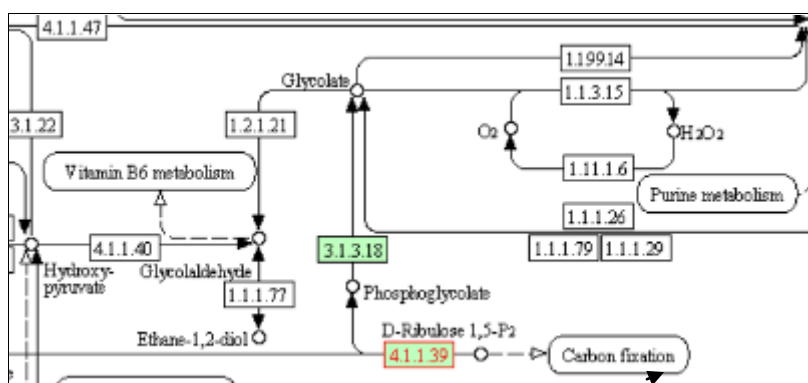 4.1.1.47
1.199.14
Glycolate
1.1.3.15
3.1.22
1.2.1.21
O2
H2O2
Vitamin B6 metabolism
1.11.1.6
Purine metabolism
1.1.1.26
4.1.1.40
3.1.3.18
1.1.1.79
1.1.1.29
Hydroxy-
pyruvate
Glycolaldehyde
1.1.1.77
Phosphoglycolate
Ethane-1,2-diol
D-Ribulose 1,5-P2
4.1.1.39
Carbon fixation